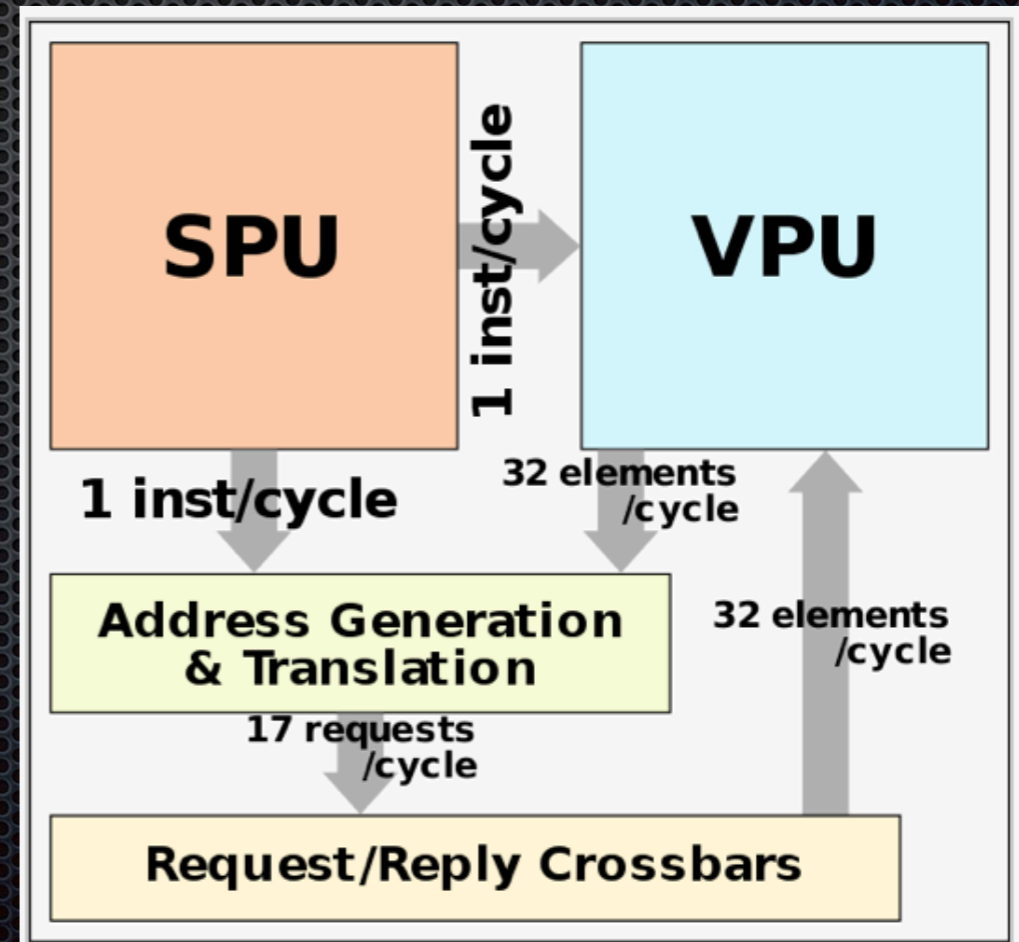 SPU
1 inst/cycle
VPU
1 inst/cycle
32 elements
/cycle
Address Generation
& Translation
32 elements
/cycle
17 requests
/cycle
Request/Reply Crossbars